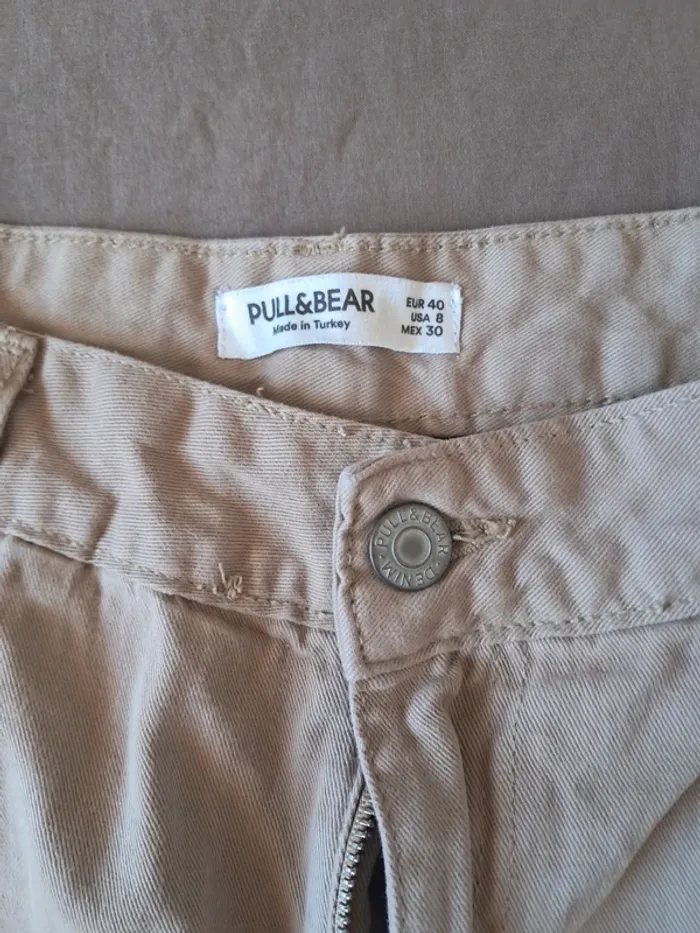 PULL&BEAR
Made in Turkey
EUR 40
USA 8
MEX 30
PULL&BEAR · DENIM ·